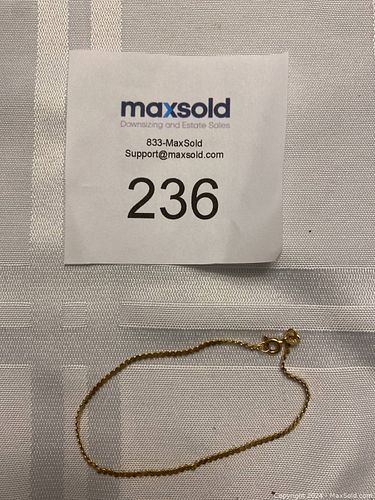 maxsold
Downsizing and Estate Sales
833-MaxSold
Support@maxsold.com
236
Copyright 2024 - MaxSold.com